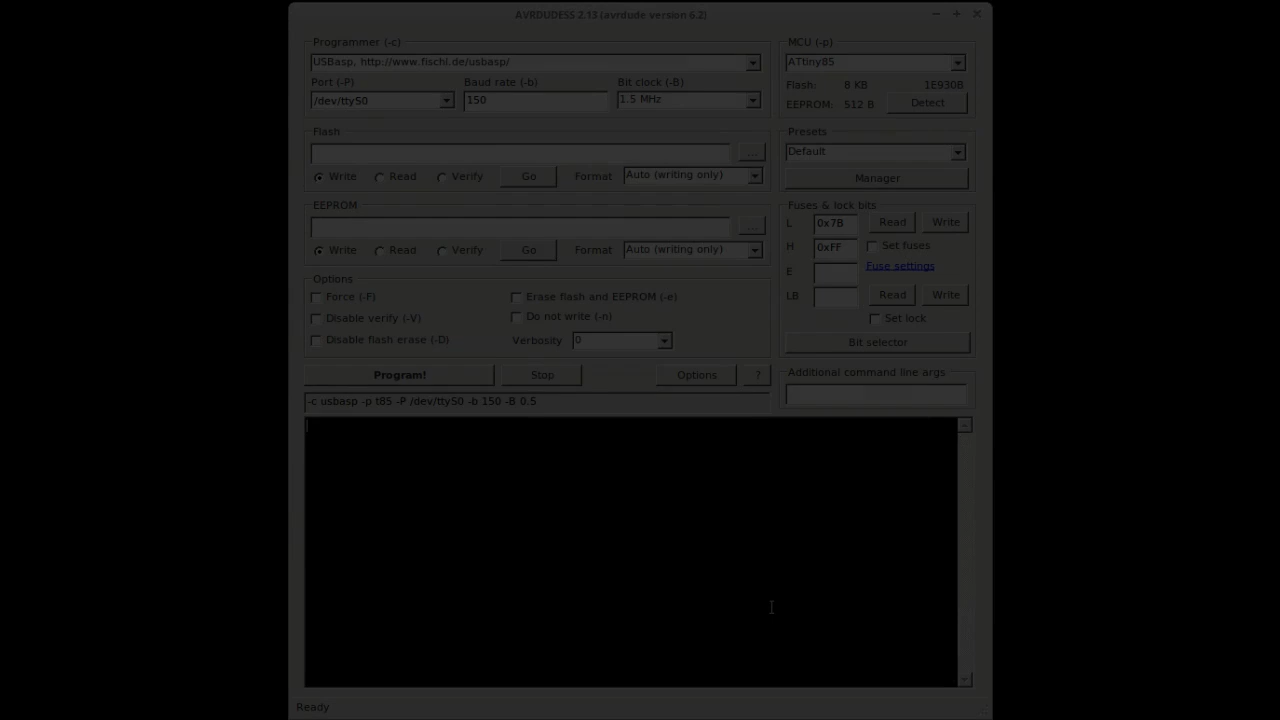 AVRDUDESS 2.13 (avrdude version 6.2)
Programmer (-c)
USBasp, http://www.fischl.de/usbasp/
Port (-P)
Baud rate (-b)
Bit clock (-B)
/dev/ttyS0
150
1.5 MHz
MCU (-p)
ATtiny85
Flash: 8 KB 1E930B
EEPROM: 512 B Detect
Flash
...
Write Read Verify Go Format Auto (writing only)
Presets
Default
Manager
EEPROM
...
Write Read Verify Go Format Auto (writing only)
Fuses & lock bits
L 0x7B Read Write
H 0xFF Set fuses
E Fuse settings
LB Read Write
Set lock
Bit selector
Options
Force (-F) Erase flash and EEPROM (-e)
Disable verify (-V) Do not write (-n)
Disable flash erase (-D) Verbosity 0
Program! Stop Options ?
Additional command line args
-c usbasp -p t85 -P /dev/ttyS0 -b 150 -B 0.5
Ready